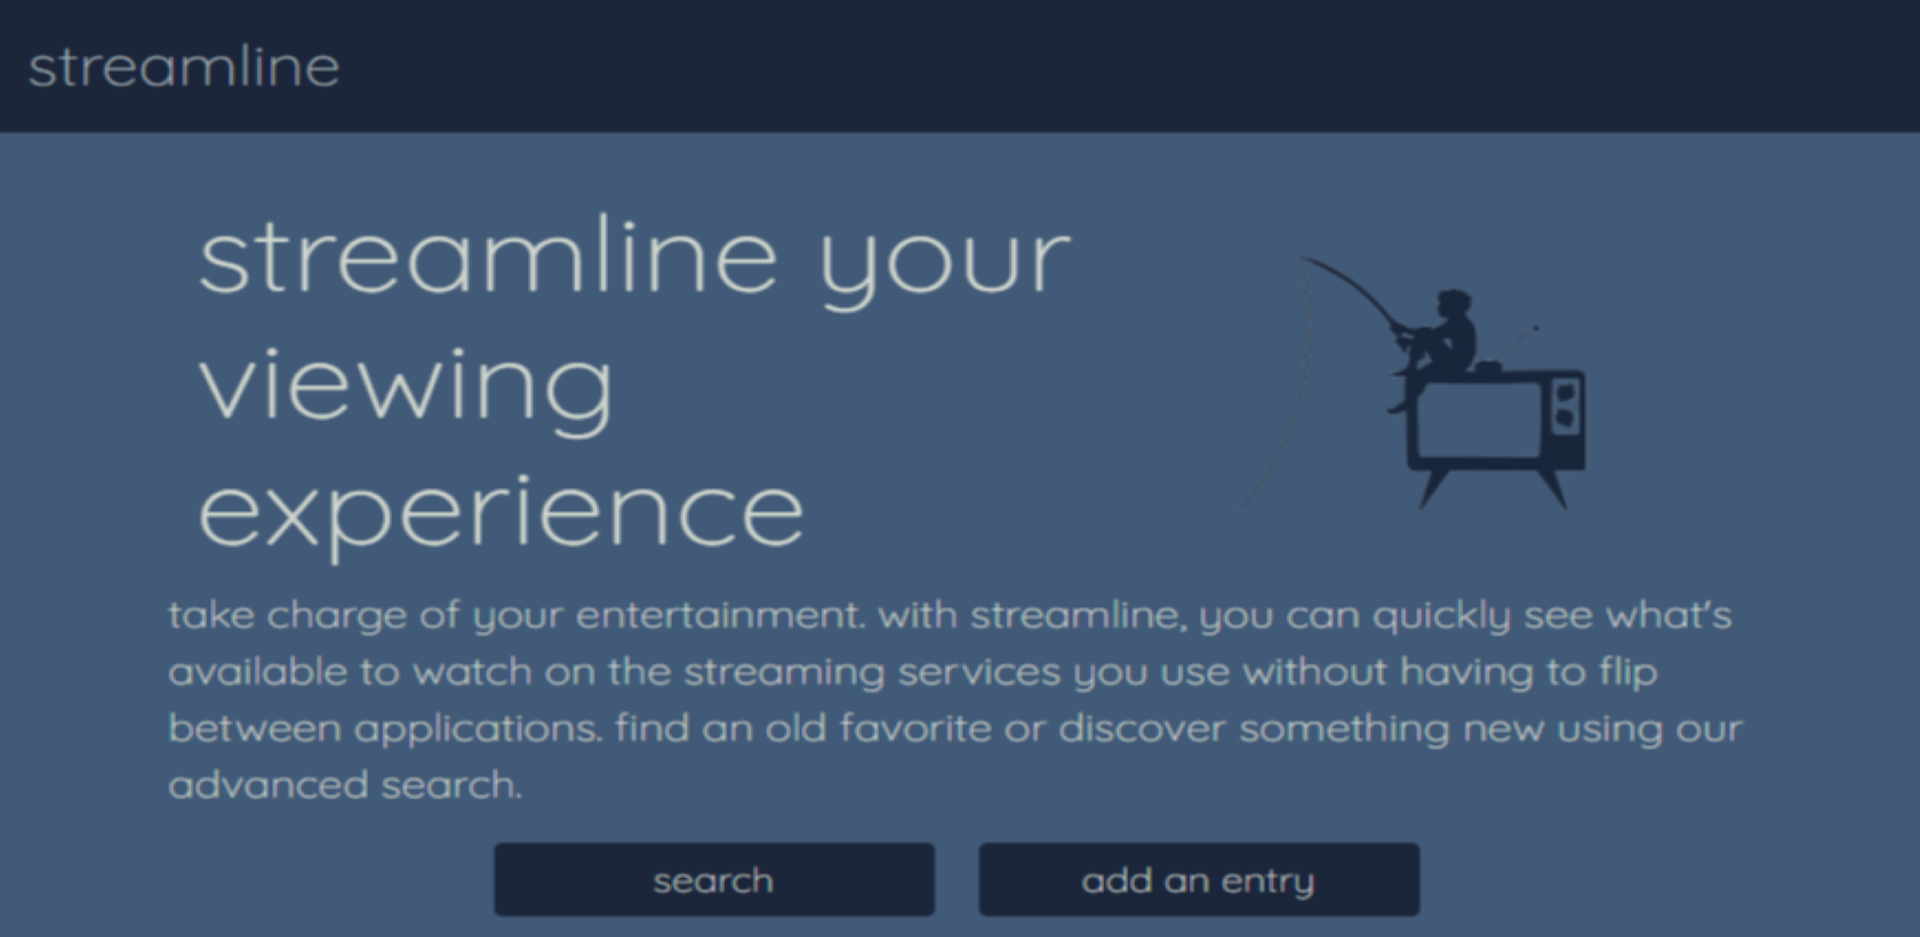 streamline
streamline your
viewing
experience
take charge of your entertainment. with streamline, you can quickly see what's
available to watch on the streaming services you use without having to flip
between applications. find an old favorite or discover something new using our
advanced search.
search
add an entry